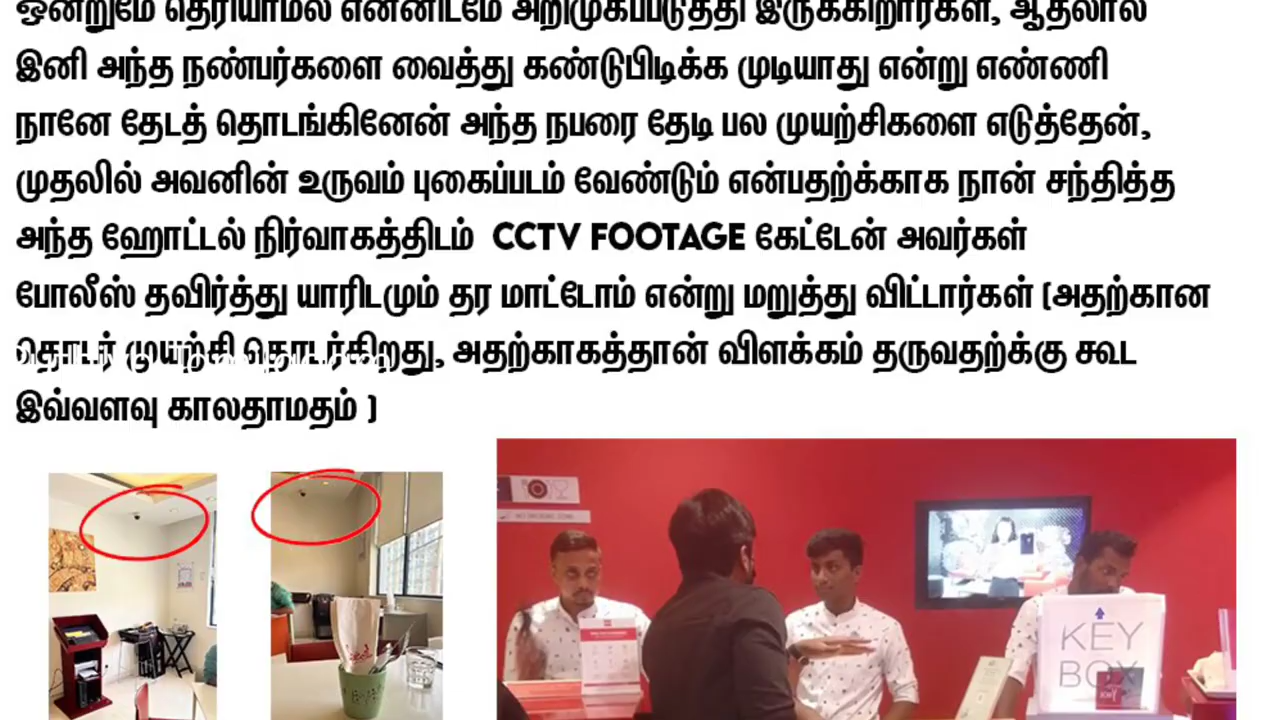 ஒன்றுமே தெரியாமல் என்னிடமே அறிமுகப்படுத்தி இருக்கிறார்கள், ஆதலால்
இனி அந்த நண்பர்களை வைத்து கண்டுபிடிக்க முடியாது என்று எண்ணி
நானே தேடத் தொடங்கினேன் அந்த நபரை தேடி பல முயற்சிகளை எடுத்தேன்,
முதலில் அவனின் உருவம் புகைப்படம் வேண்டும் என்பதற்க்காக நான் சந்தித்த
அந்த ஹோட்டல் நிர்வாகத்திடம் CCTV FOOTAGE கேட்டேன் அவர்கள்
போலீஸ் தவிர்த்து யாரிடமும் தர மாட்டோம் என்று மறுத்து விட்டார்கள் (அதற்கான
தொடர் முயற்சி தொடர்கிறது, அதற்காகத்தான் விளக்கம் தருவதற்க்கு கூட
இவ்வளவு காலதாமதம் )
KEY
BOX